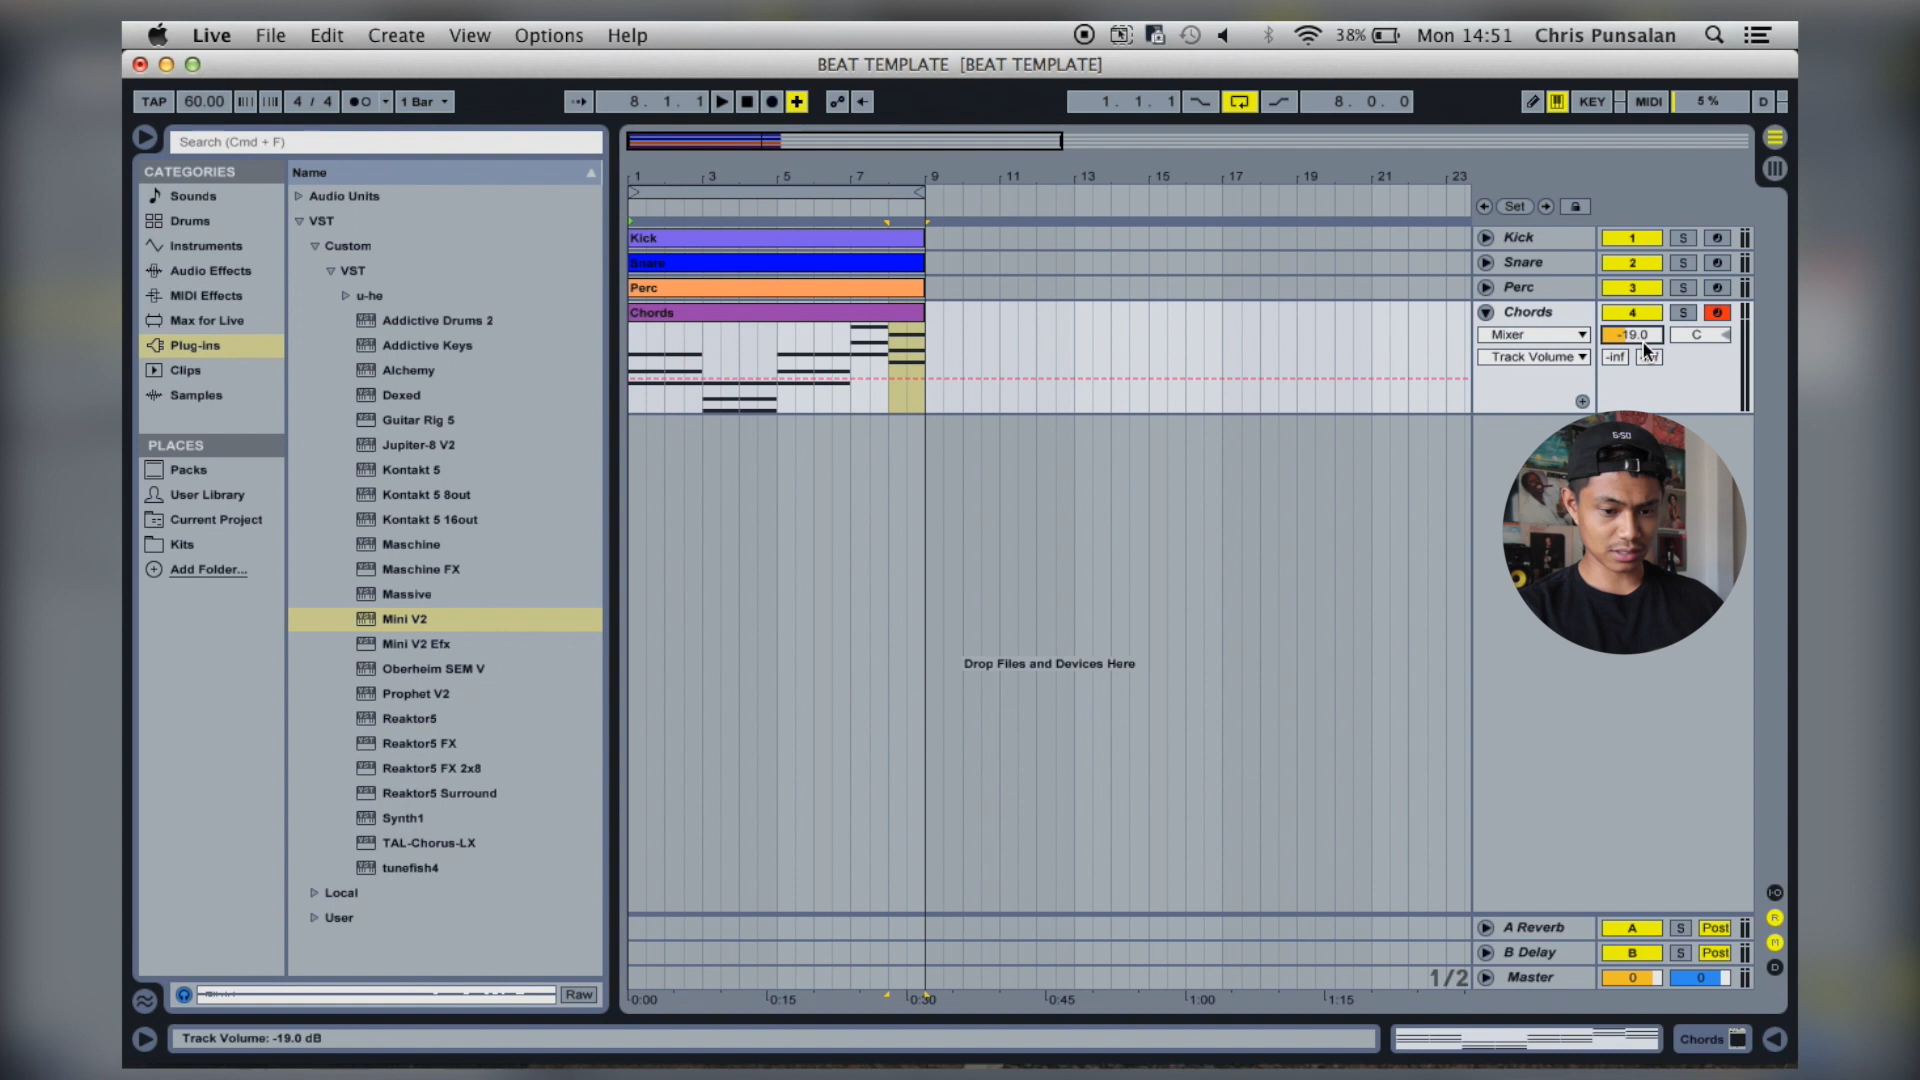 Live File Edit Create View Options Help 38% Mon 14:51 Chris Punsalan
BEAT TEMPLATE [BEAT TEMPLATE]
TAP 60.00 4 / 4 1 Bar 8. 1. 1 1. 1. 1 8. 0. 0 KEY MIDI 5 % D
Search (Cmd + F)
CATEGORIES
Sounds
Drums
Instruments
Audio Effects
MIDI Effects
Max for Live
Plug-ins
Clips
Samples
PLACES
Packs
User Library
Current Project
Kits
Add Folder...
Name
Audio Units
VST
Custom
VST
u-he
Addictive Drums 2
Addictive Keys
Alchemy
Dexed
Guitar Rig 5
Jupiter-8 V2
Kontakt 5
Kontakt 5 8out
Kontakt 5 16out
Maschine
Maschine FX
Massive
Mini V2
Mini V2 Efx
Oberheim SEM V
Prophet V2
Reaktor5
Reaktor5 FX
Reaktor5 FX 2x8
Reaktor5 Surround
Synth1
TAL-Chorus-LX
tunefish4
Local
User
Raw
1 3 5 7 9 11 13 15 17 19 21 23
Set
Kick
Snare
Perc
Chords
Kick 1 S
Snare 2 S
Perc 3 S
Chords 4 S
Mixer -19.0 C
Track Volume -inf
5:50
Drop Files and Devices Here
A Reverb A S Post
B Delay B S Post
1/2 Master 0 0
0:00 0:15 0:30 0:45 1:00 1:15
I-O
R
M
D
Track Volume: -19.0 dB
Chords